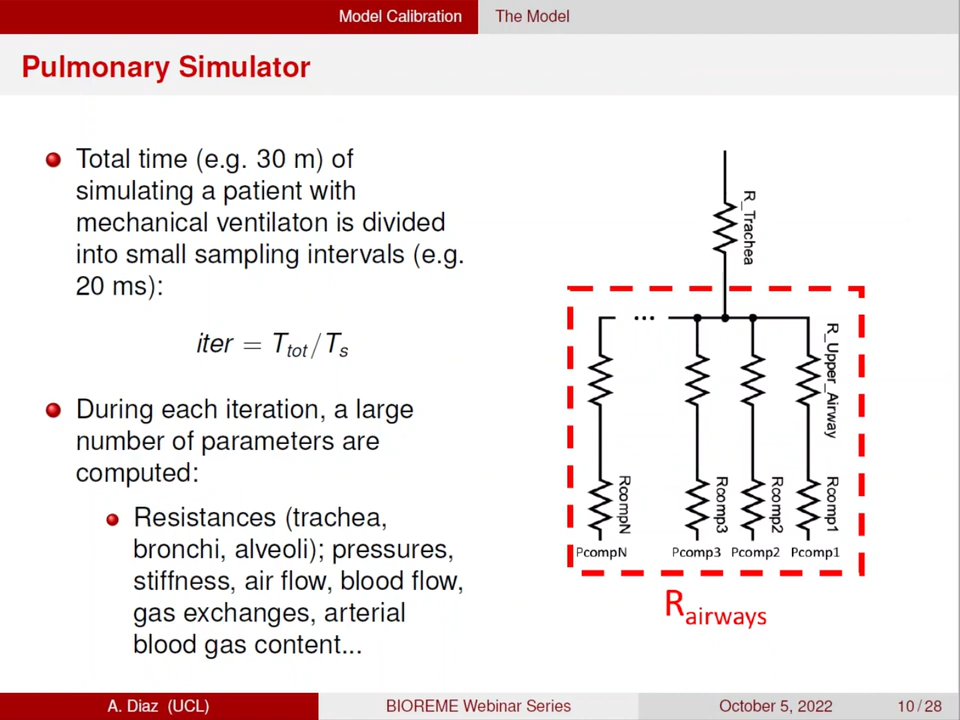 Model Calibration The Model
Pulmonary Simulator
Total time (e.g. 30 m) of
simulating a patient with
mechanical ventilaton is divided
into small sampling intervals (e.g.
20 ms):
iter = Ttot/Ts
During each iteration, a large
number of parameters are
computed:
Resistances (trachea,
bronchi, alveoli); pressures,
stiffness, air flow, blood flow,
gas exchanges, arterial
blood gas content...
R_Trachea
...
R_Upper_Airway
RcompN Rcomp3 Rcomp2 Rcomp1
PcompN Pcomp3 Pcomp2 Pcomp1
Rairways
A. Diaz (UCL) BIOREME Webinar Series October 5, 2022 10/28